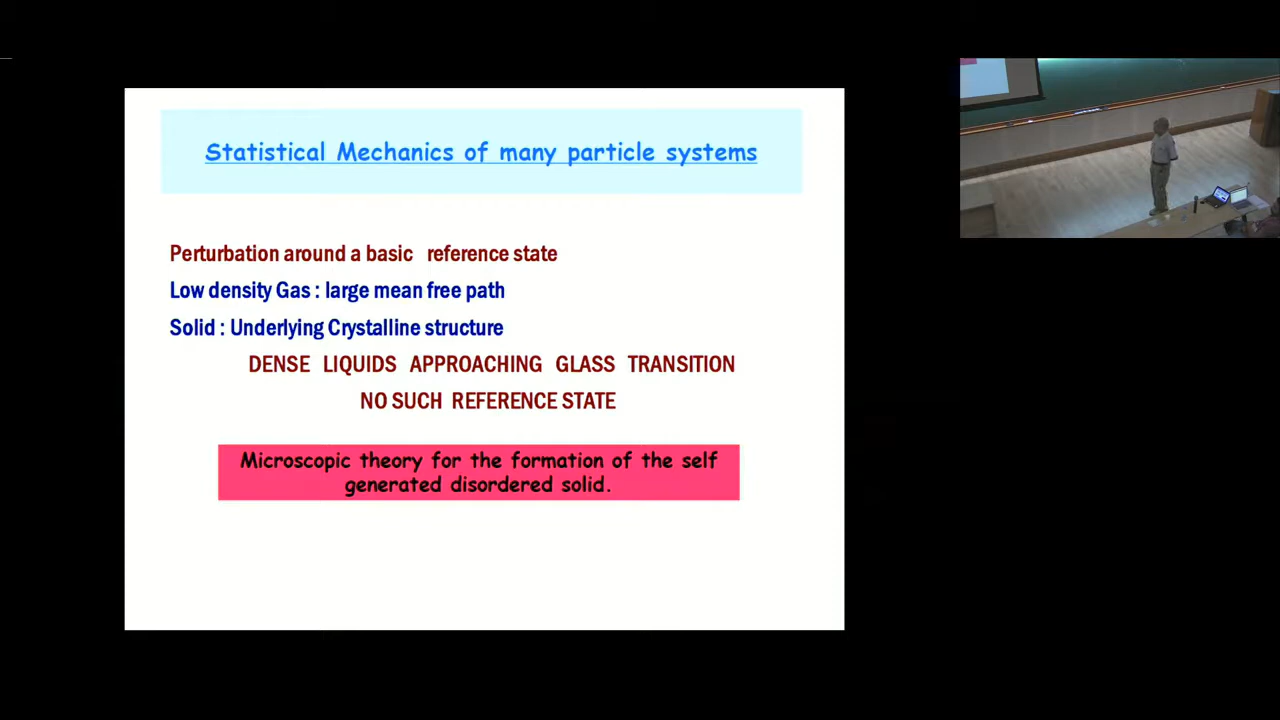 Statistical Mechanics of many particle systems
Perturbation around a basic reference state
Low density Gas : large mean free path
Solid : Underlying Crystalline structure
DENSE LIQUIDS APPROACHING GLASS TRANSITION
NO SUCH REFERENCE STATE
Microscopic theory for the formation of the self
generated disordered solid.